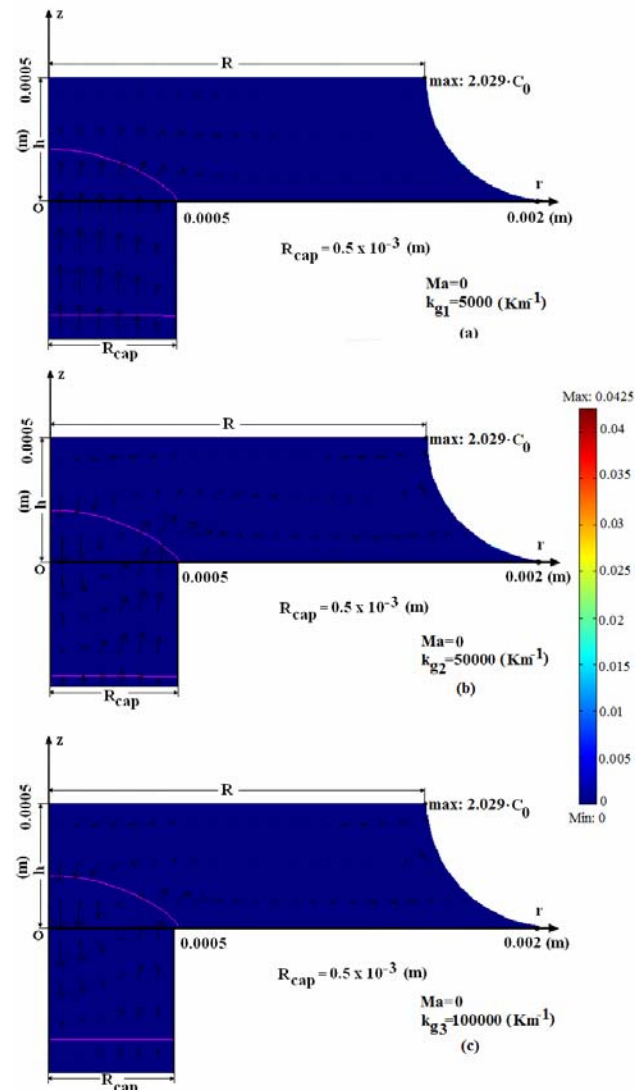 z
R
0.0005
max: 2.029·C0
(m)
h
O
r
0.0005
0.002 (m)
Rcap = 0.5 x 10-3 (m)
Ma=0
kg1=5000 (Km-1)
Rcap
(a)
z
R
0.0005
max: 2.029·C0
(m)
h
O
r
0.0005
0.002 (m)
Rcap = 0.5 x 10-3 (m)
Ma=0
kg2=50000 (Km-1)
Rcap
(b)
Max: 0.0425
0.04
0.035
0.03
0.025
0.02
0.015
0.01
0.005
0
Min: 0
z
R
0.0005
max: 2.029·C0
(m)
h
O
r
0.0005
0.002 (m)
Rcap = 0.5 x 10-3 (m)
Ma=0
kg3=100000 (Km-1)
(c)
Rcap